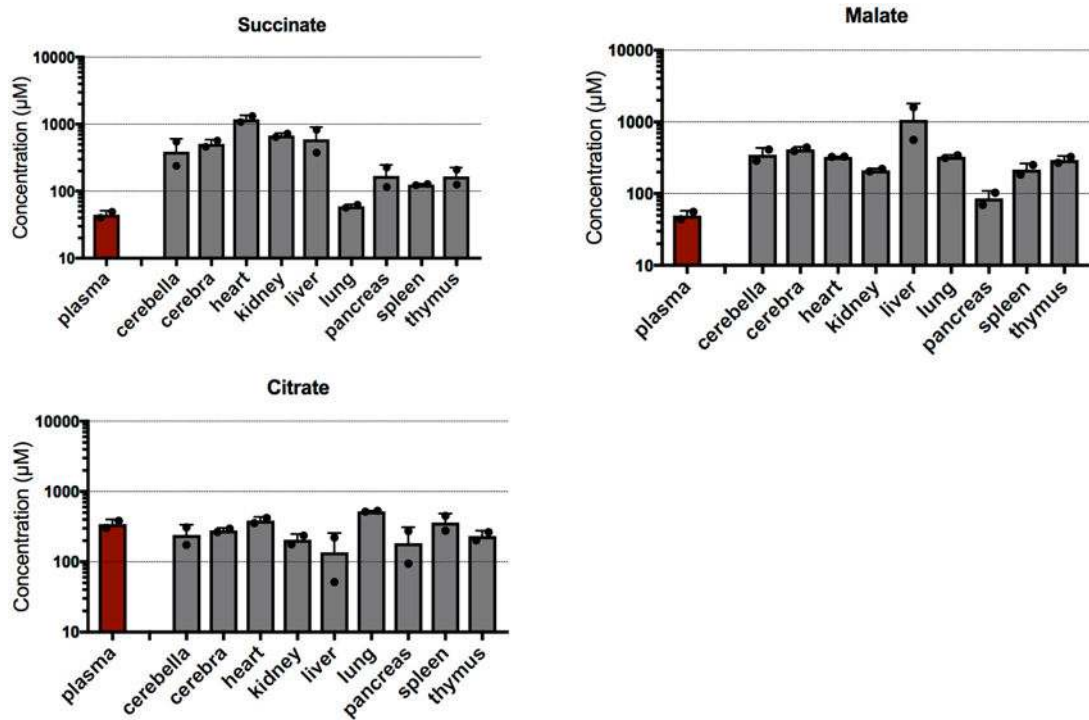 Succinate
Concentration (µM)
10000
1000
100
10
plasma
cerebella
cerebra
heart
kidney
liver
lung
pancreas
spleen
thymus
Malate
Concentration (µM)
10000
1000
100
10
plasma
cerebella
cerebra
heart
kidney
liver
lung
pancreas
spleen
thymus
Citrate
Concentration (µM)
10000
1000
100
10
plasma
cerebella
cerebra
heart
kidney
liver
lung
pancreas
spleen
thymus